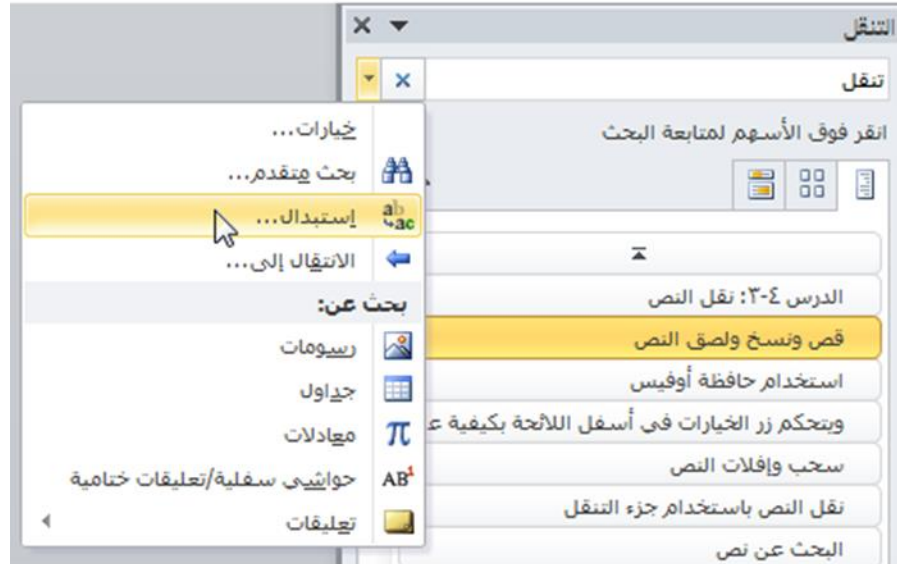 التنقل
تنقل
انقر فوق الأسهم لمتابعة البحث
الدرس ٤-٣: نقل النص
قص ونسخ ولصق النص
استخدام حافظة أوفيس
ويتحكم زر الخيارات في أسفل اللائحة بكيفية
سحب وإفلات النص
نقل النص باستخدام جزء التنقل
البحث عن نص
خيارات...
بحث متقدم...
إستبدال...
الانتقال إلى...
بحث عن:
رسومات
جداول
معادلات
حواشي سفلية/تعليقات ختامية
تعليقات